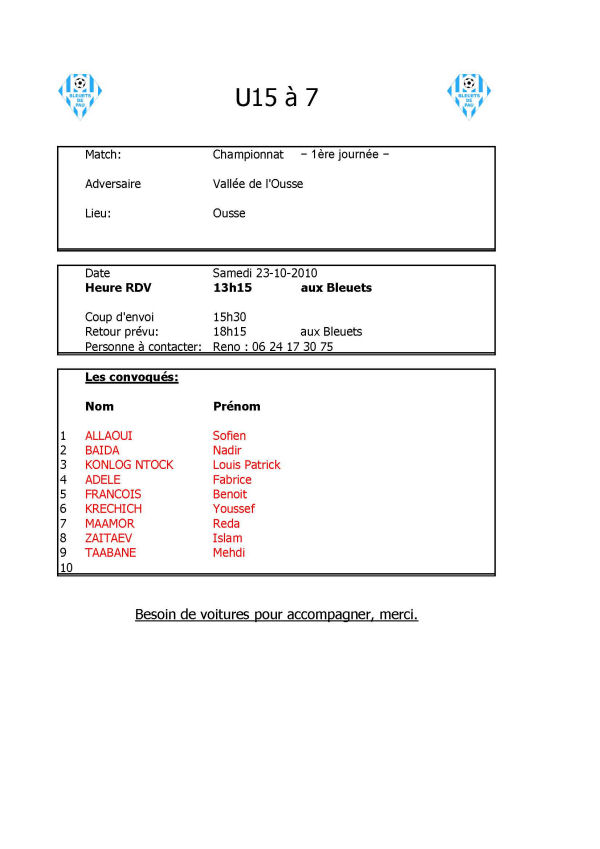 BLEUETS DE PAU
U15 à 7
BLEUETS DE PAU
Match: Championnat – 1ère journée –
Adversaire Vallée de l'Ousse
Lieu: Ousse
Date Samedi 23-10-2010
Heure RDV 13h15 aux Bleuets
Coup d'envoi 15h30
Retour prévu: 18h15 aux Bleuets
Personne à contacter: Reno : 06 24 17 30 75
Les convoqués:
Nom Prénom
1 ALLAOUI Sofien
2 BAIDA Nadir
3 KONLOG NTOCK Louis Patrick
4 ADELE Fabrice
5 FRANCOIS Benoit
6 KRECHICH Youssef
7 MAAMOR Reda
8 ZAITAEV Islam
9 TAABANE Mehdi
10
Besoin de voitures pour accompagner, merci.